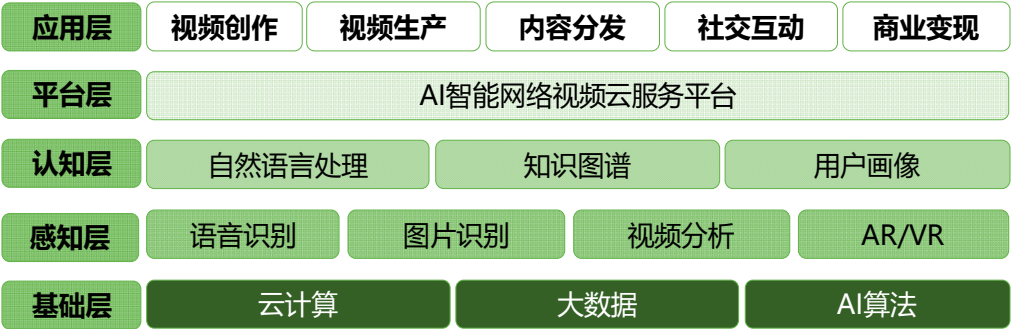 应用层 视频创作 视频生产 内容分发 社交互动 商业变现
平台层 AI智能网络视频云服务平台
认知层 自然语言处理 知识图谱 用户画像
感知层 语音识别 图片识别 视频分析 AR/VR
基础层 云计算 大数据 AI算法